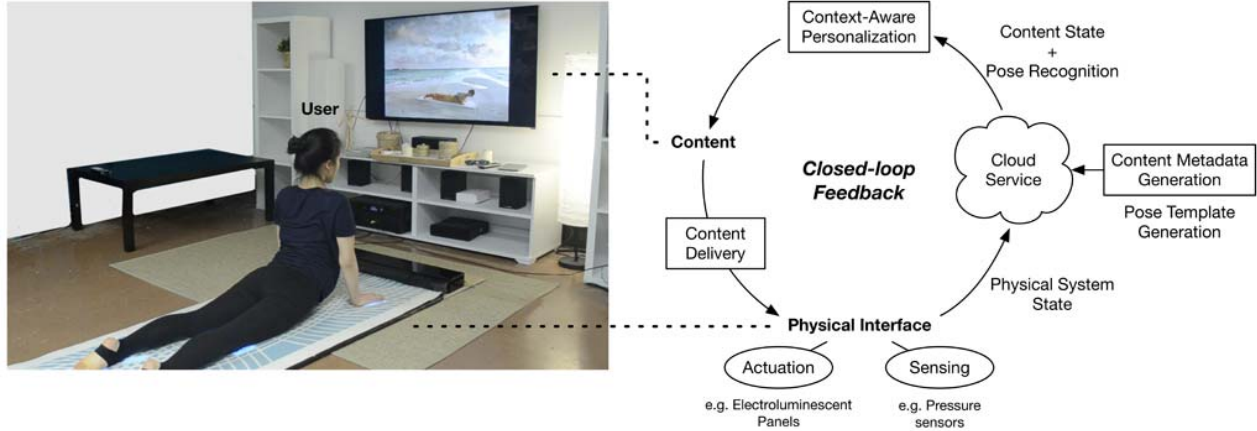 User
Context-Aware
Personalization
Content State
+
Pose Recognition
Content
Closed-loop
Feedback
Cloud
Service
Content Metadata
Generation
Pose Template
Generation
Content
Delivery
Physical System
State
Physical Interface
Actuation
Sensing
e.g. Electroluminescent
Panels
e.g. Pressure
sensors